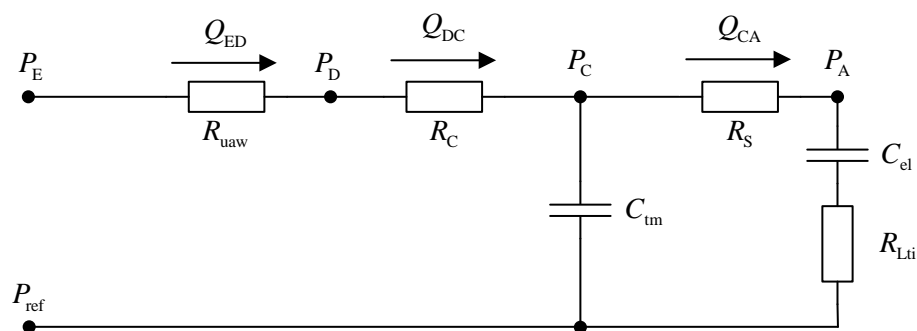 Q_ED Q_DC Q_CA
P_E P_D P_C P_A
R_uaw R_C R_S
C_el
C_tm
R_Lti
P_ref